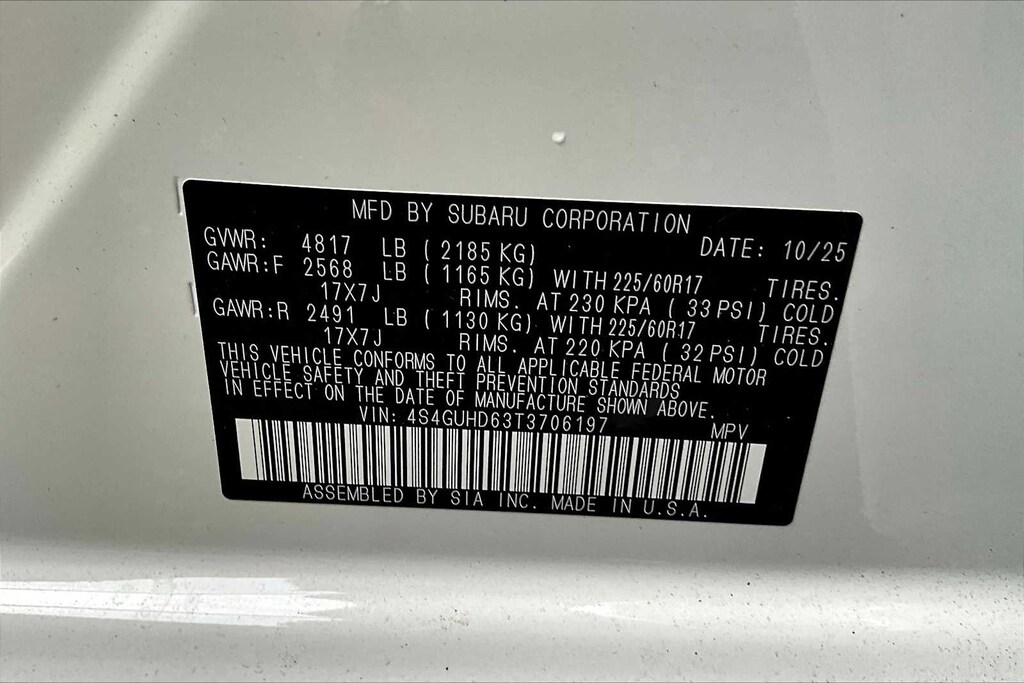 MFD BY SUBARU CORPORATION
GVWR: 4817 LB ( 2185 KG) DATE: 10/25
GAWR:F 2568 LB ( 1165 KG) WITH 225/60R17 TIRES.
17X7J RIMS. AT 230 KPA ( 33 PSI) COLD
GAWR:R 2491 LB ( 1130 KG) WITH 225/60R17 TIRES.
17X7J RIMS. AT 220 KPA ( 32 PSI) COLD
THIS VEHICLE CONFORMS TO ALL APPLICABLE FEDERAL MOTOR
VEHICLE SAFETY AND THEFT PREVENTION STANDARDS
IN EFFECT ON THE DATE OF MANUFACTURE SHOWN ABOVE.
VIN: 4S4GUHD63T3706197 MPV
ASSEMBLED BY SIA INC. MADE IN U.S.A.